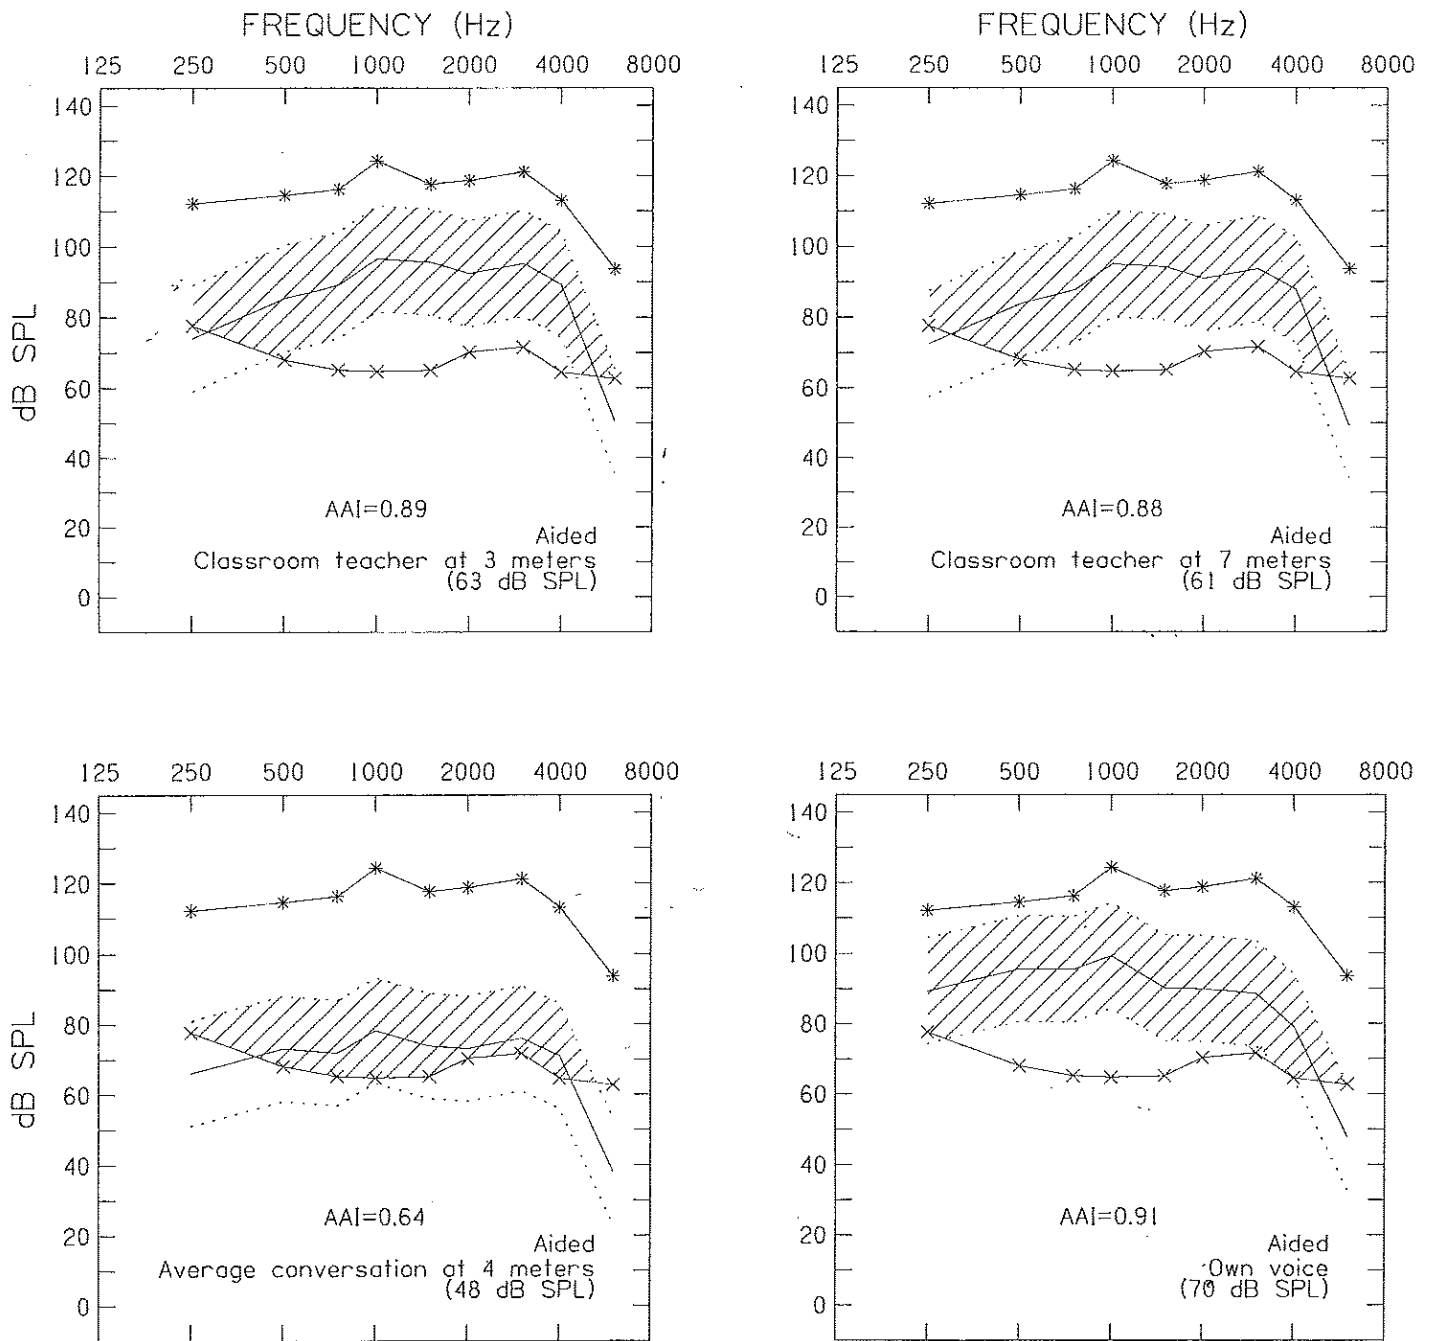 FREQUENCY (Hz)
125 250 500 1000 2000 4000 8000
140
120
100
80
60
40
20
0
dB SPL
AAI=0.89
Aided
Classroom teacher at 3 meters
(63 dB SPL)
FREQUENCY (Hz)
125 250 500 1000 2000 4000 8000
140
120
100
80
60
40
20
0
AAI=0.88
Aided
Classroom teacher at 7 meters
(61 dB SPL)
125 250 500 1000 2000 4000 8000
140
120
100
80
60
40
20
0
dB SPL
AAI=0.64
Aided
Average conversation at 4 meters
(48 dB SPL)
125 250 500 1000 2000 4000 8000
140
120
100
80
60
40
20
0
AAI=0.91
Aided
Own voice
(70 dB SPL)